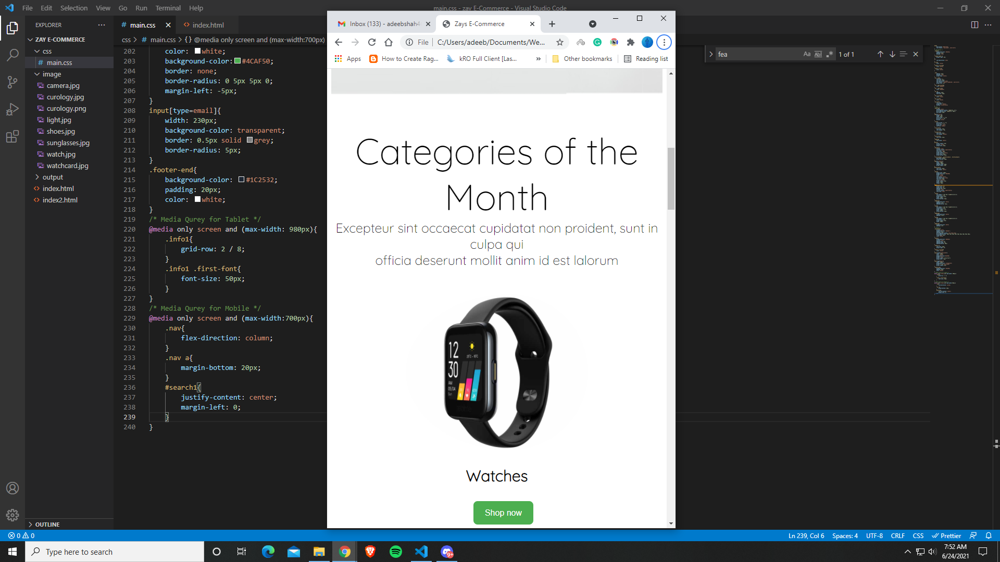 File Edit Selection View Go Run Terminal Help
main.css - zay E-Commerce - Visual Studio Code
EXPLORER
ZAY E-COMMERCE
css
main.css
image
camera.jpg
curology.jpg
curology.png
light.jpg
shoes.jpg
sunglasses.jpg
watch.jpg
watchcard.jpg
output
index.html
index2.html
OUTLINE
main.css
index.html
css > main.css > {} @media only screen and (max-width:700px)
202 color: white;
203 background-color: #4CAF50;
204 border: none;
205 border-radius: 0 5px 5px 0;
206 margin-left: -5px;
207 }
208 input[type=email]{
209 width: 230px;
210 background-color: transparent;
211 border: 0.5px solid grey;
212 border-radius: 5px;
213 }
214 .footer-end{
215 background-color: #1C2532;
216 padding: 20px;
217 color: white;
218 }
219 /* Media Qurey for Tablet */
220 @media only screen and (max-width: 980px){
221 .info1{
222 grid-row: 2 / 8;
223 }
224 .info1 .first-font{
225 font-size: 50px;
226 }
227 }
228 /* Media Qurey for Mobile */
229 @media only screen and (max-width:700px){
230 .nav{
231 flex-direction: column;
232 }
233 .nav a{
234 margin-bottom: 20px;
235 }
236 #search1{
237 justify-content: center;
238 margin-left: 0;
239 }
240 }
Inbox (133) - adeebshah4
Zays E-Commerce
File | C:/Users/adeeb/Documents/We...
Apps
How to Create Rag...
kRO Full Client [Las...
»
Other bookmarks
Reading list
Categories of the
Month
Excepteur sint occaecat cupidatat non proident, sunt in
culpa qui
officia deserunt mollit anim id est lalorum
12
30
AM
05/04
Sun
Watches
Shop now
fea
Aa Abl .*
1 of 1
0 0
Ln 239, Col 6
Spaces: 4
UTF-8
CRLF
CSS
Prettier
Type here to search
9+
7:52 AM
6/24/2021